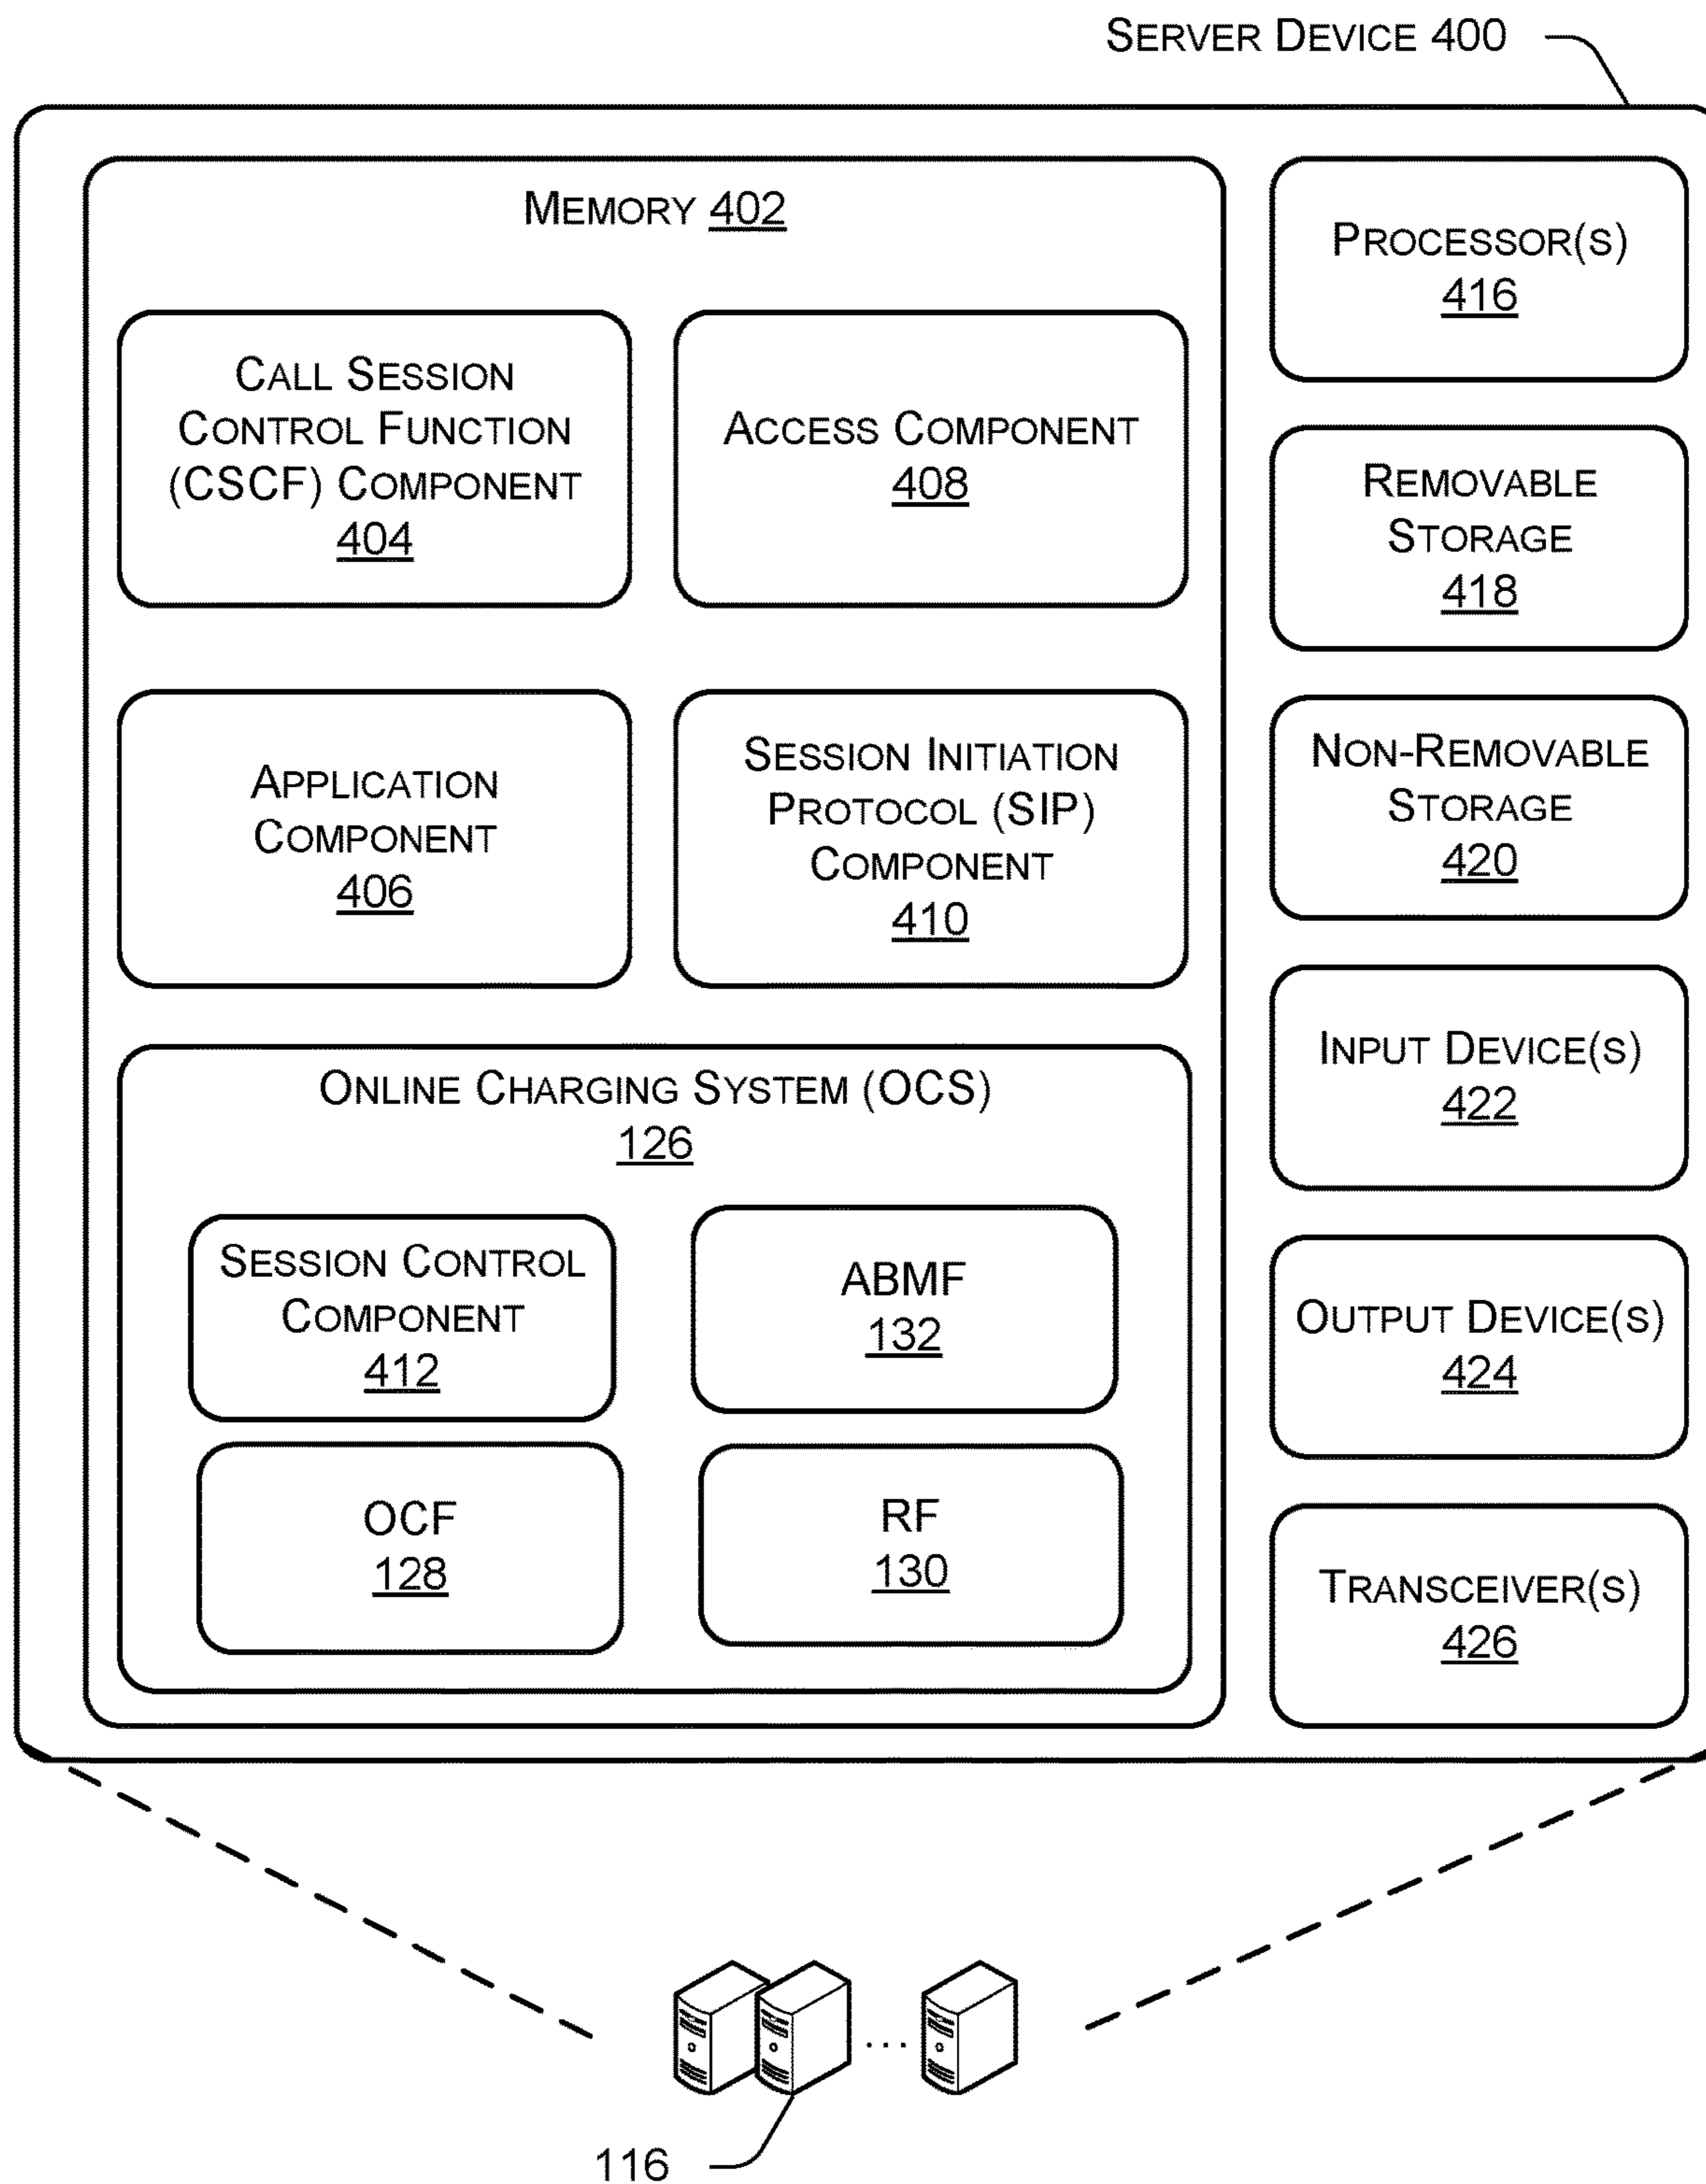 SERVER DEVICE 400
MEMORY 402
CALL SESSION
CONTROL FUNCTION
(CSCF) COMPONENT
404
ACCESS COMPONENT
408
APPLICATION
COMPONENT
406
SESSION INITIATION
PROTOCOL (SIP)
COMPONENT
410
ONLINE CHARGING SYSTEM (OCS)
126
SESSION CONTROL
COMPONENT
412
ABMF
132
OCF
128
RF
130
PROCESSOR(S)
416
REMOVABLE
STORAGE
418
NON-REMOVABLE
STORAGE
420
INPUT DEVICE(S)
422
OUTPUT DEVICE(S)
424
TRANSCEIVER(S)
426
...
116